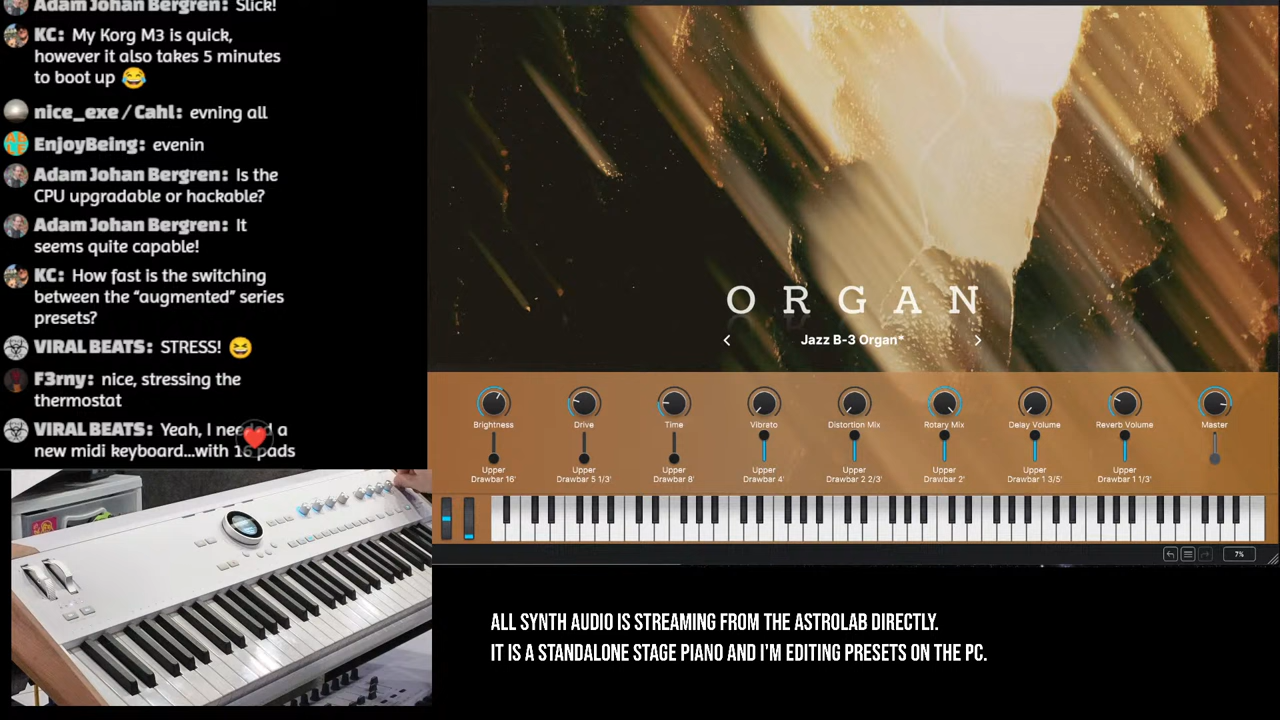 Adam Johan Bergren: Slick!
KC: My Korg M3 is quick,
however it also takes 5 minutes
to boot up 😂
nice_exe / Cahl: evning all
EnjoyBeing: evenin
Adam Johan Bergren: Is the
CPU upgradable or hackable?
Adam Johan Bergren: It
seems quite capable!
KC: How fast is the switching
between the “augmented” series
presets?
VIRAL BEATS: STRESS! 😆
F3rny: nice, stressing the
thermostat
VIRAL BEATS: Yeah, I need a
new midi keyboard...with 16 pads
ORGAN
Jazz B-3 Organ*
Brightness Drive Time Vibrato Distortion Mix Rotary Mix Delay Volume Reverb Volume Master
Upper Upper Upper Upper Upper Upper Upper Upper
Drawbar 16' Drawbar 5 1/3' Drawbar 8' Drawbar 4' Drawbar 2 2/3' Drawbar 2' Drawbar 1 3/5' Drawbar 1 1/3'
7%
ALL SYNTH AUDIO IS STREAMING FROM THE ASTROLAB DIRECTLY.
IT IS A STANDALONE STAGE PIANO AND I'M EDITING PRESETS ON THE PC.